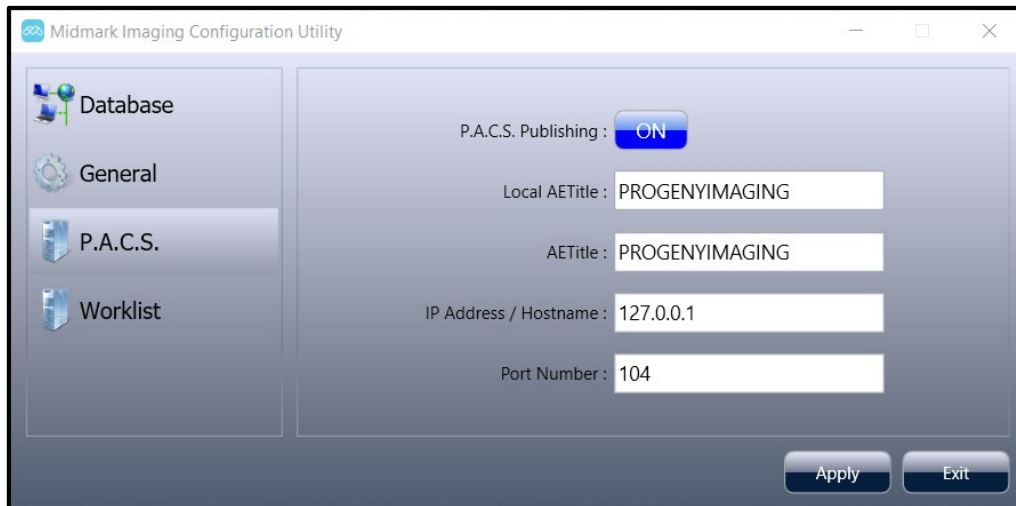 Midmark Imaging Configuration Utility
Database
General
P.A.C.S.
Worklist
P.A.C.S. Publishing : ON
Local AETitle : PROGENYIMAGING
AETitle : PROGENYIMAGING
IP Address / Hostname : 127.0.0.1
Port Number : 104
Apply Exit